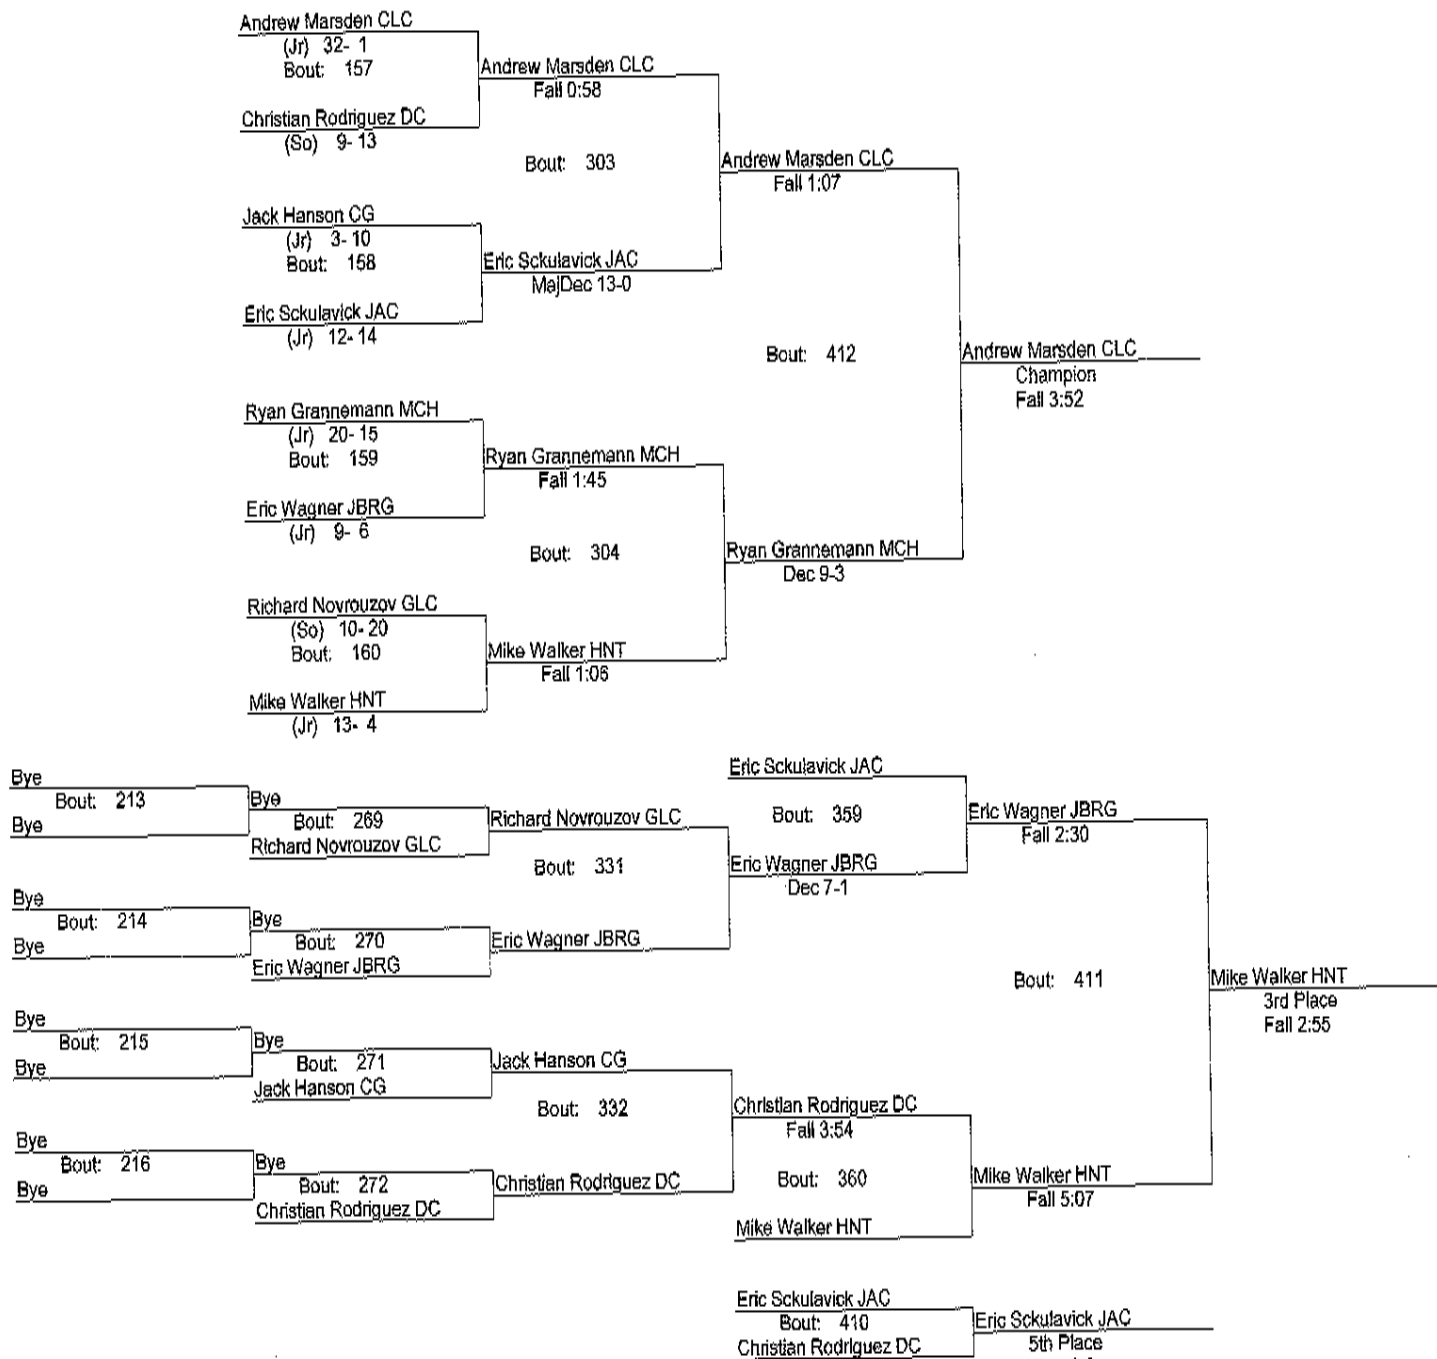 Andrew Marsden CLC
(Jr) 32- 1
Bout: 157
Andrew Marsden CLC
Fall 0:58
Christian Rodriguez DC
(So) 9- 13
Bout: 303
Andrew Marsden CLC
Fall 1:07
Jack Hanson CG
(Jr) 3- 10
Bout: 158
Eric Sckulavick JAC
MajDec 13-0
Eric Sckulavick JAC
(Jr) 12- 14
Bout: 412
Andrew Marsden CLC
Champion
Fall 3:52
Ryan Grannemann MCH
(Jr) 20- 15
Bout: 159
Ryan Grannemann MCH
Fall 1:45
Eric Wagner JBRG
(Jr) 9- 6
Bout: 304
Ryan Grannemann MCH
Dec 9-3
Richard Novrouzov GLC
(So) 10- 20
Bout: 160
Mike Walker HNT
Fall 1:06
Mike Walker HNT
(Jr) 13- 4
Bye
Bout: 213
Bye
Bye
Bout: 269
Richard Novrouzov GLC
Richard Novrouzov GLC
Bout: 331
Eric Sckulavick JAC
Bout: 359
Eric Wagner JBRG
Dec 7-1
Eric Wagner JBRG
Fall 2:30
Bye
Bout: 214
Bye
Bye
Bout: 270
Eric Wagner JBRG
Eric Wagner JBRG
Bout: 411
Mike Walker HNT
3rd Place
Fall 2:55
Bye
Bout: 215
Bye
Bye
Bout: 271
Jack Hanson CG
Jack Hanson CG
Bout: 332
Christian Rodriguez DC
Fall 3:54
Bout: 360
Mike Walker HNT
Mike Walker HNT
Fall 5:07
Bye
Bout: 216
Bye
Bye
Bout: 272
Christian Rodriguez DC
Christian Rodriguez DC
Eric Sckulavick JAC
Bout: 410
Christian Rodriguez DC
Eric Sckulavick JAC
5th Place